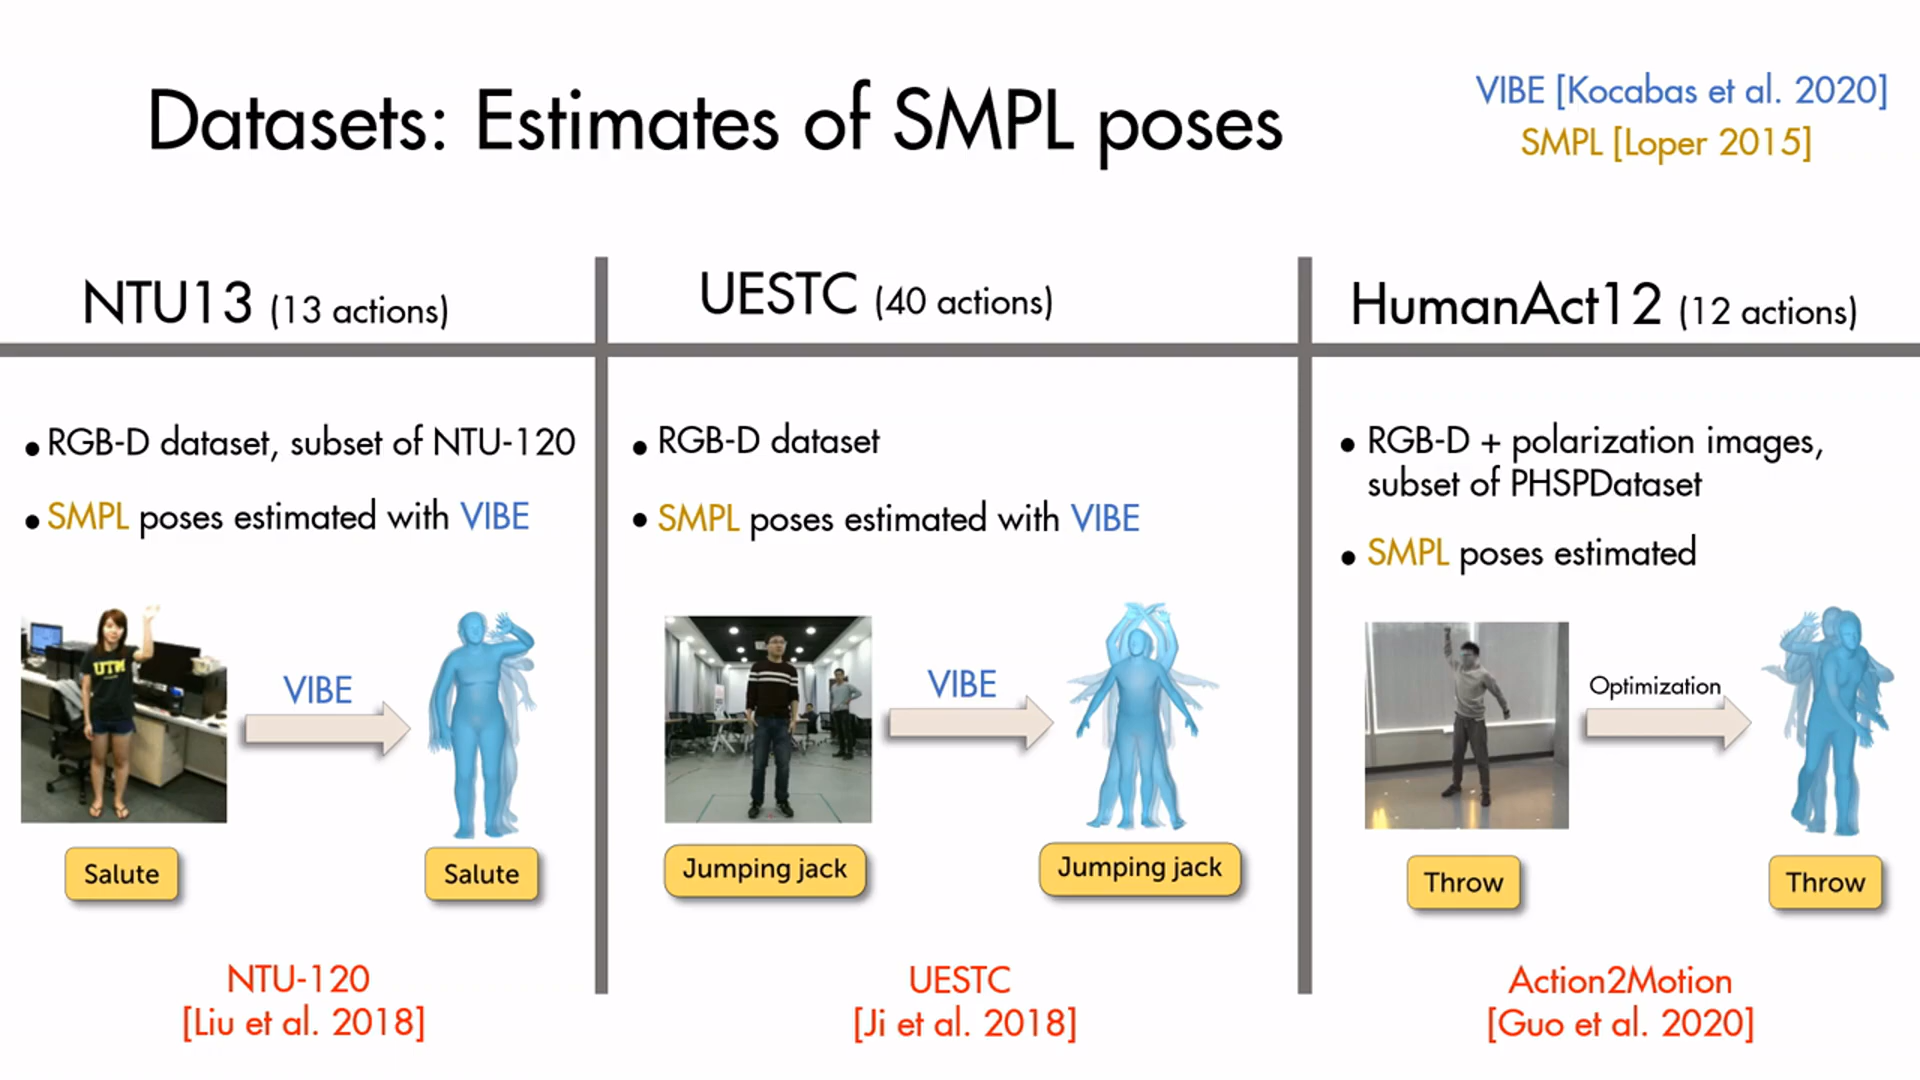 Datasets: Estimates of SMPL poses
VIBE [Kocabas et al. 2020]
SMPL [Loper 2015]
NTU13 (13 actions)
• RGB-D dataset, subset of NTU-120
• SMPL poses estimated with VIBE
UTM
VIBE
Salute
Salute
NTU-120
[Liu et al. 2018]
UESTC (40 actions)
• RGB-D dataset
• SMPL poses estimated with VIBE
VIBE
Jumping jack
Jumping jack
UESTC
[Ji et al. 2018]
HumanAct12 (12 actions)
• RGB-D + polarization images,
subset of PHSPDataset
• SMPL poses estimated
Optimization
Throw
Throw
Action2Motion
[Guo et al. 2020]